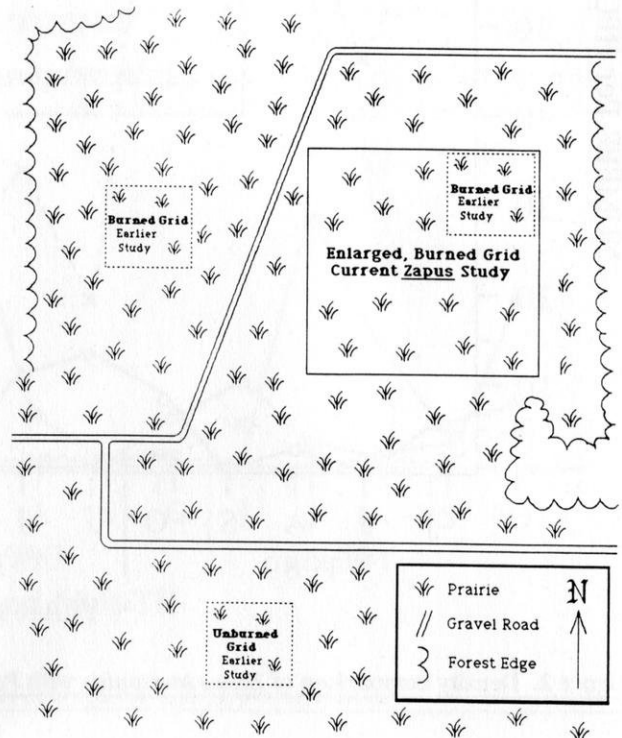 Burned Grid
Earlier
Study
Burned Grid
Earlier
Study
Enlarged, Burned Grid
Current Zapus Study
Unburned
Grid
Earlier
Study
N
Prairie
Gravel Road
Forest Edge